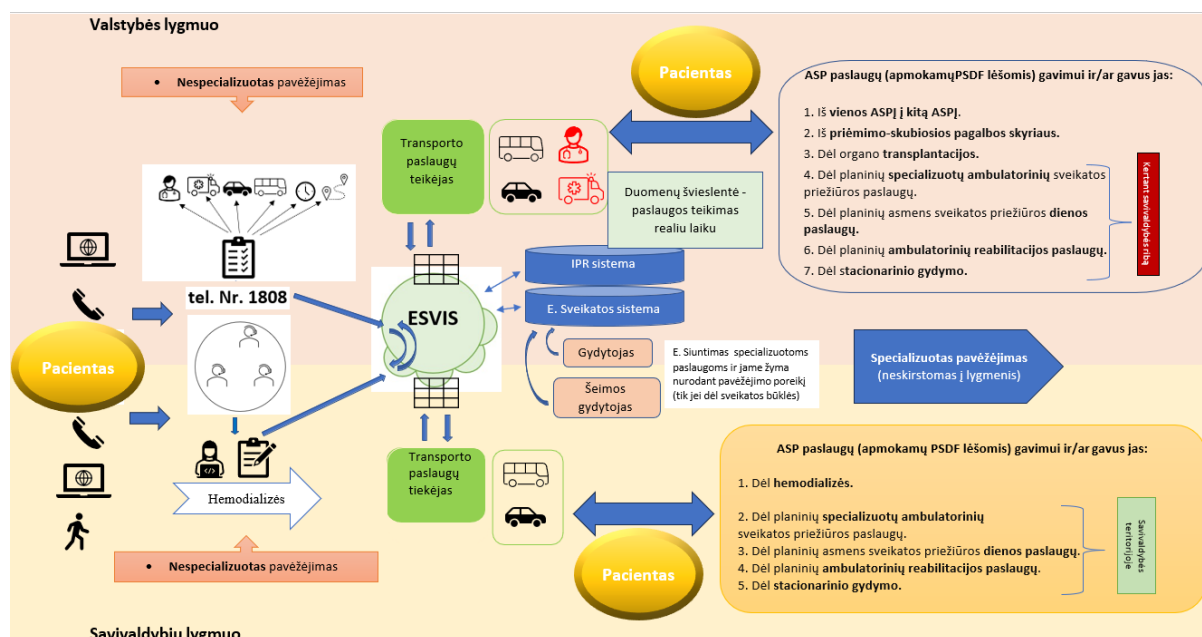 Valstybės lygmuo
• Nespecializuotas pavėžėjimas
Pacientas
tel. Nr. 1808
Hemodializės
• Nespecializuotas pavėžėjimas
Savivaldybių lygmuo
Transporto
paslaugų
teikėjas
ESVIS
Transporto
paslaugų
tiekėjas
Pacientas
Duomenų švieslentė -
paslaugos teikimas
realiu laiku
IPR sistema
E. Sveikatos sistema
Gydytojas
Šeimos
gydytojas
E. Siuntimas specializuotoms
paslaugoms ir jame žyma
nurodant pavėžėjimo poreikį
(tik jei dėl sveikatos būklės)
Pacientas
ASP paslaugų (apmokamųPSDF lėšomis) gavimui ir/ar gavus jas:
1. Iš vienos ASPĮ į kitą ASPĮ.
2. Iš priėmimo-skubiosios pagalbos skyriaus.
3. Dėl organo transplantacijos.
4. Dėl planinių specializuotų ambulatorinių sveikatos
priežiūros paslaugų.
5. Dėl planinių asmens sveikatos priežiūros dienos
paslaugų.
6. Dėl planinių ambulatorinių reabilitacijos paslaugų.
7. Dėl stacionarinio gydymo.
Kertant savivaldybės ribą
Specializuotas pavėžėjimas
(neskirstomas į lygmenis)
ASP paslaugų (apmokamų PSDF lėšomis) gavimui ir/ar gavus jas:
1. Dėl hemodializės.
2. Dėl planinių specializuotų ambulatorinių
sveikatos priežiūros paslaugų.
3. Dėl planinių asmens sveikatos priežiūros dienos paslaugų.
4. Dėl planinių ambulatorinių reabilitacijos paslaugų.
5. Dėl stacionarinio gydymo.
Savivaldybės
teritorijoje